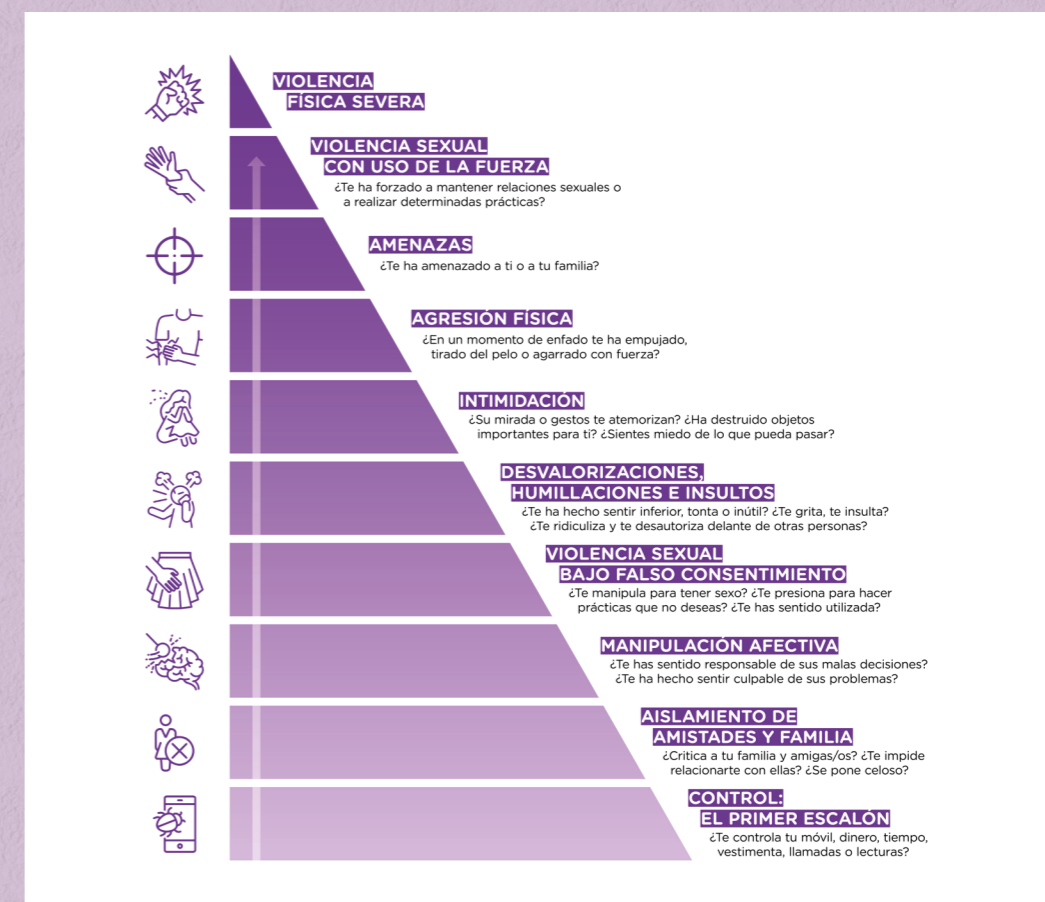 VIOLENCIA
FÍSICA SEVERA
VIOLENCIA SEXUAL
CON USO DE LA FUERZA
¿Te ha forzado a mantener relaciones sexuales o
a realizar determinadas prácticas?
AMENAZAS
¿Te ha amenazado a ti o a tu familia?
AGRESIÓN FÍSICA
¿En un momento de enfado te ha empujado,
tirado del pelo o agarrado con fuerza?
INTIMIDACIÓN
¿Su mirada o gestos te atemorizan? ¿Ha destruido objetos
importantes para ti? ¿Sientes miedo de lo que pueda pasar?
DESVALORIZACIONES,
HUMILLACIONES E INSULTOS
¿Te ha hecho sentir inferior, tonta o inútil? ¿Te grita, te insulta?
¿Te ridiculiza y te desautoriza delante de otras personas?
VIOLENCIA SEXUAL
BAJO FALSO CONSENTIMIENTO
¿Te manipula para tener sexo? ¿Te presiona para hacer
prácticas que no deseas? ¿Te has sentido utilizada?
MANIPULACIÓN AFECTIVA
¿Te has sentido responsable de sus malas decisiones?
¿Te ha hecho sentir culpable de sus problemas?
AISLAMIENTO DE
AMISTADES Y FAMILIA
¿Critica a tu familia y amigas/os? ¿Te impide
relacionarte con ellas? ¿Se pone celoso?
CONTROL:
EL PRIMER ESCALÓN
¿Te controla tu móvil, dinero, tiempo,
vestimenta, llamadas o lecturas?